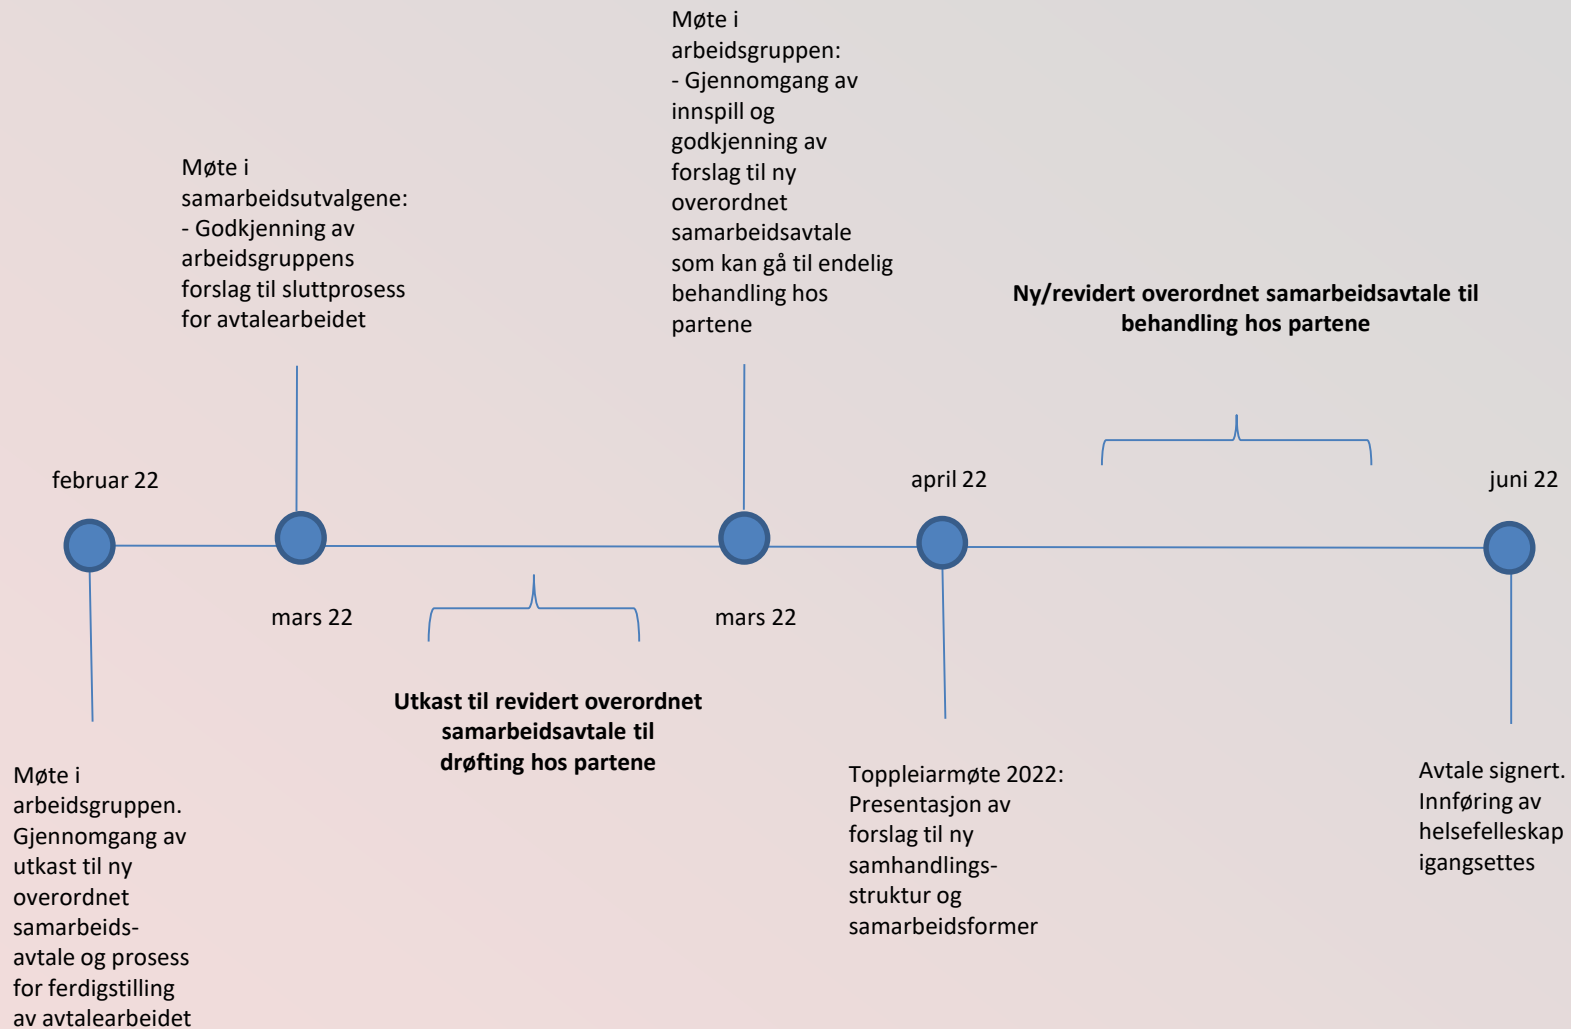 Møte i
arbeidsgruppen:
- Gjennomgang av
innspill og
godkjenning av
forslag til ny
overordnet
samarbeidsavtale
som kan gå til endelig
behandling hos
partene
Møte i
samarbeidsutvalgene:
- Godkjenning av
arbeidsgruppens
forslag til sluttprosess
for avtalearbeidet
Ny/revidert overordnet samarbeidsavtale til
behandling hos partene
februar 22
april 22
juni 22
mars 22
mars 22
Utkast til revidert overordnet
samarbeidsavtale til
drøfting hos partene
Møte i
arbeidsgruppen.
Gjennomgang av
utkast til ny
overordnet
samarbeids-
avtale og prosess
for ferdigstilling
av avtalearbeidet
Toppleiarmøte 2022:
Presentasjon av
forslag til ny
samhandlings-
struktur og
samarbeidsformer
Avtale signert.
Innføring av
helsefelleskap
igangsettes